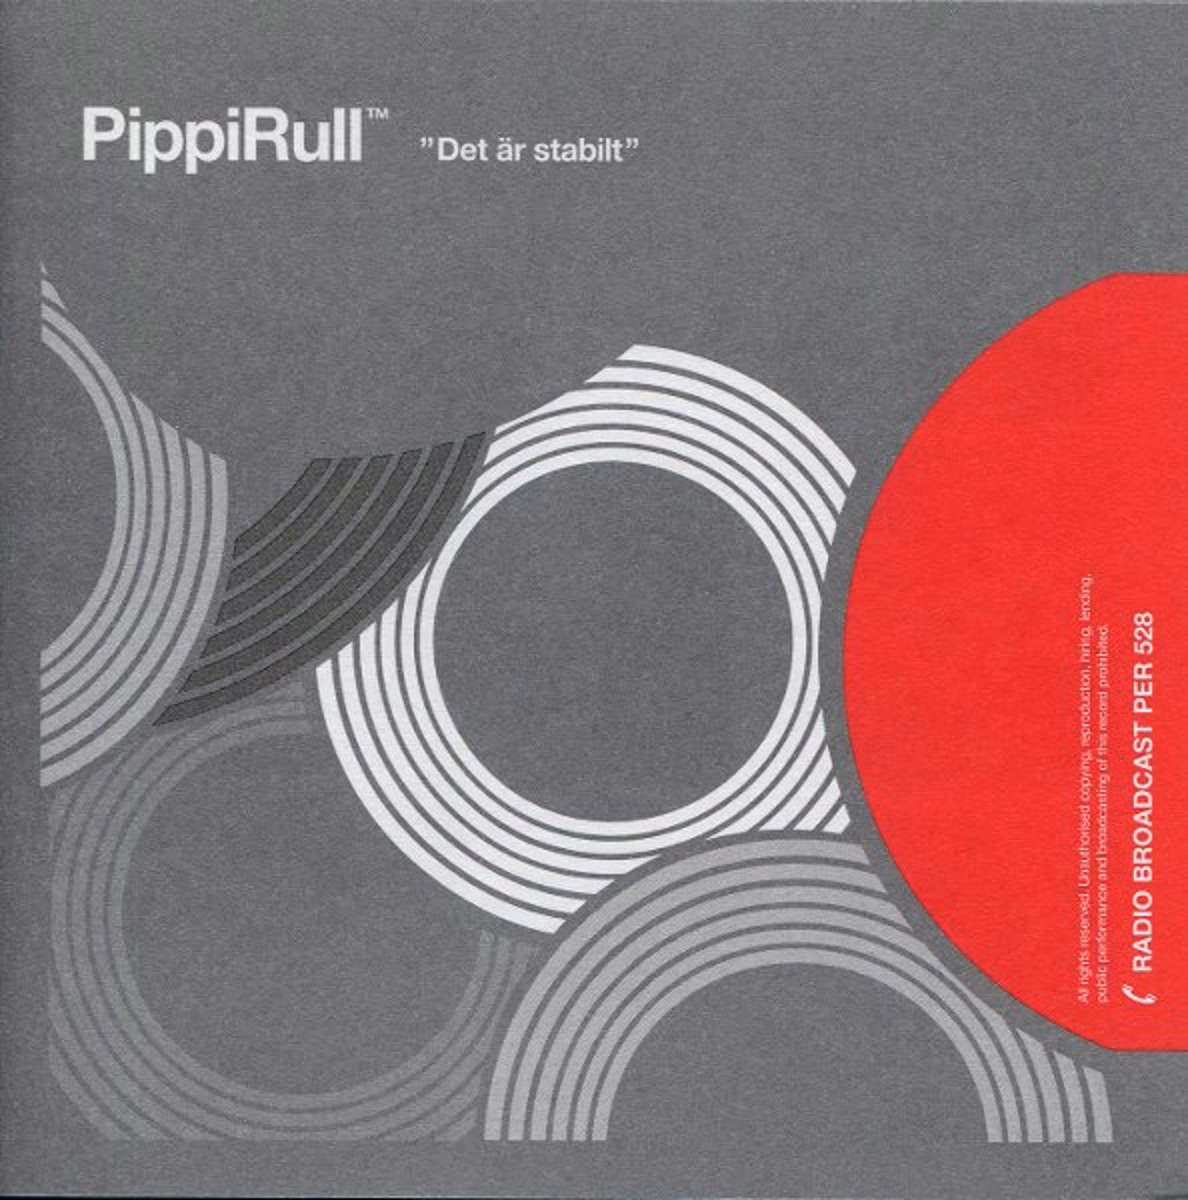 PippiRull™ ”Det är stabilt”
All rights reserved. Unauthorised copying, reproduction, hiring, lending,
public performance and broadcasting of this record prohibited.
RADIO BROADCAST PER 528